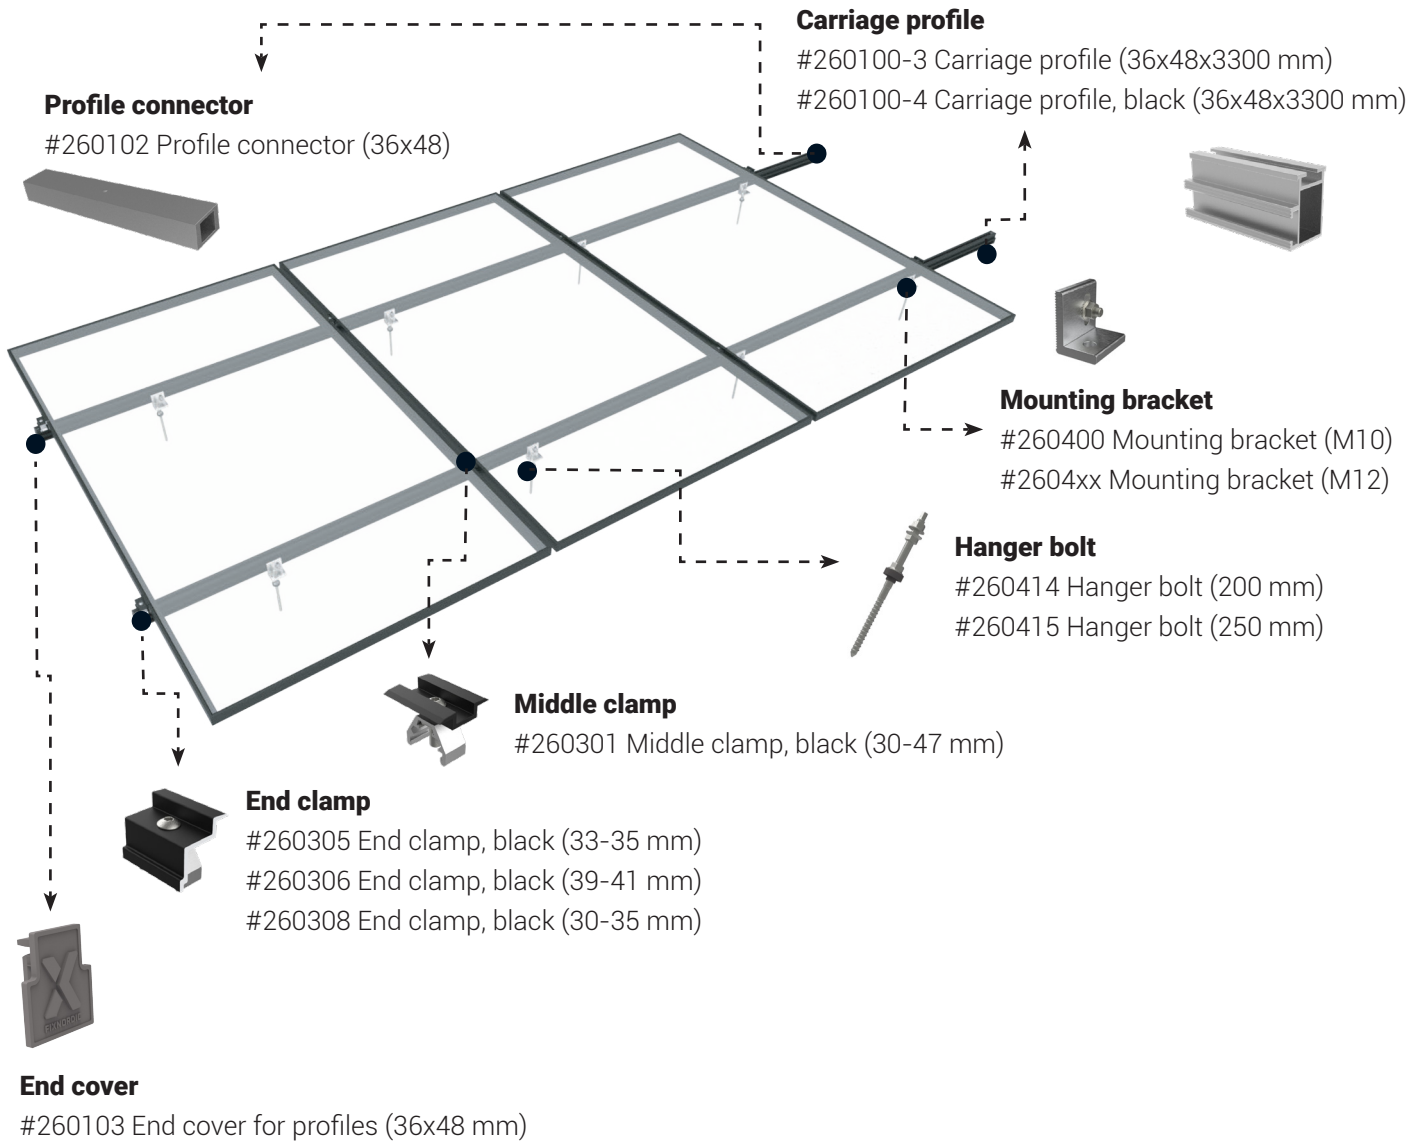 Carriage profile
#260100-3 Carriage profile (36x48x3300 mm)
#260100-4 Carriage profile, black (36x48x3300 mm)
Profile connector
#260102 Profile connector (36x48)
Mounting bracket
#260400 Mounting bracket (M10)
#2604xx Mounting bracket (M12)
Hanger bolt
#260414 Hanger bolt (200 mm)
#260415 Hanger bolt (250 mm)
Middle clamp
#260301 Middle clamp, black (30-47 mm)
End clamp
#260305 End clamp, black (33-35 mm)
#260306 End clamp, black (39-41 mm)
#260308 End clamp, black (30-35 mm)
X
End cover
#260103 End cover for profiles (36x48 mm)